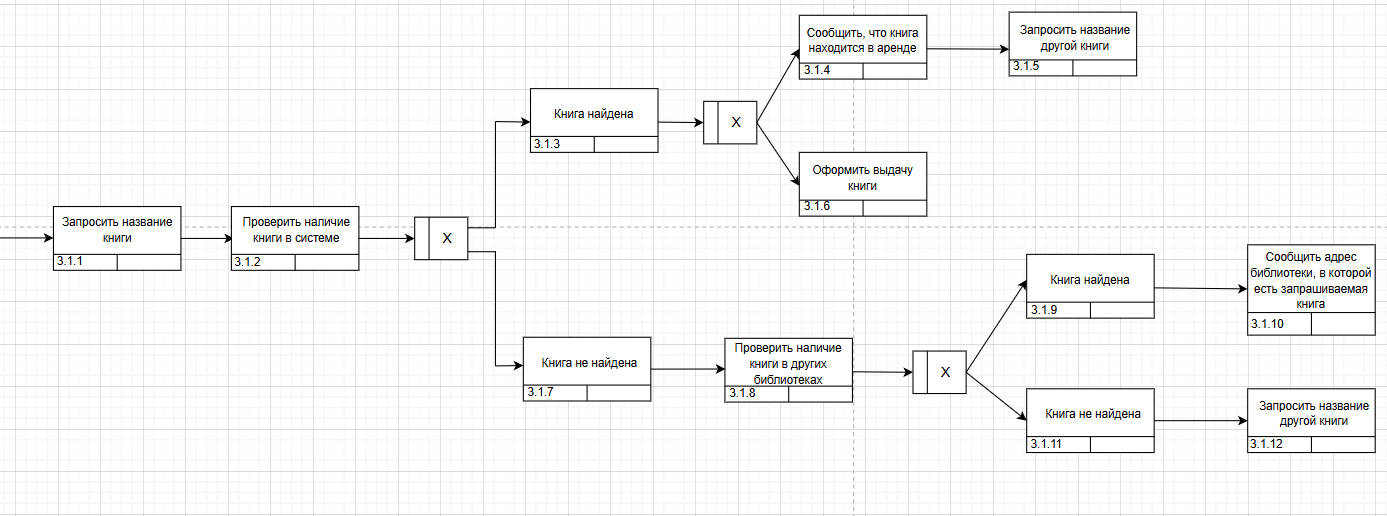 Запросить название
книги
3.1.1
Проверить наличие
книги в системе
3.1.2
X
Книга найдена
3.1.3
X
Сообщить, что книга
находится в аренде
3.1.4
Запросить название
другой книги
3.1.5
Оформить выдачу
книги
3.1.6
Книга не найдена
3.1.7
Проверить наличие
книги в других
библиотеках
3.1.8
X
Книга найдена
3.1.9
Сообщить адрес
библиотеки, в которой
есть запрашиваемая
книга
3.1.10
Книга не найдена
3.1.11
Запросить название
другой книги
3.1.12